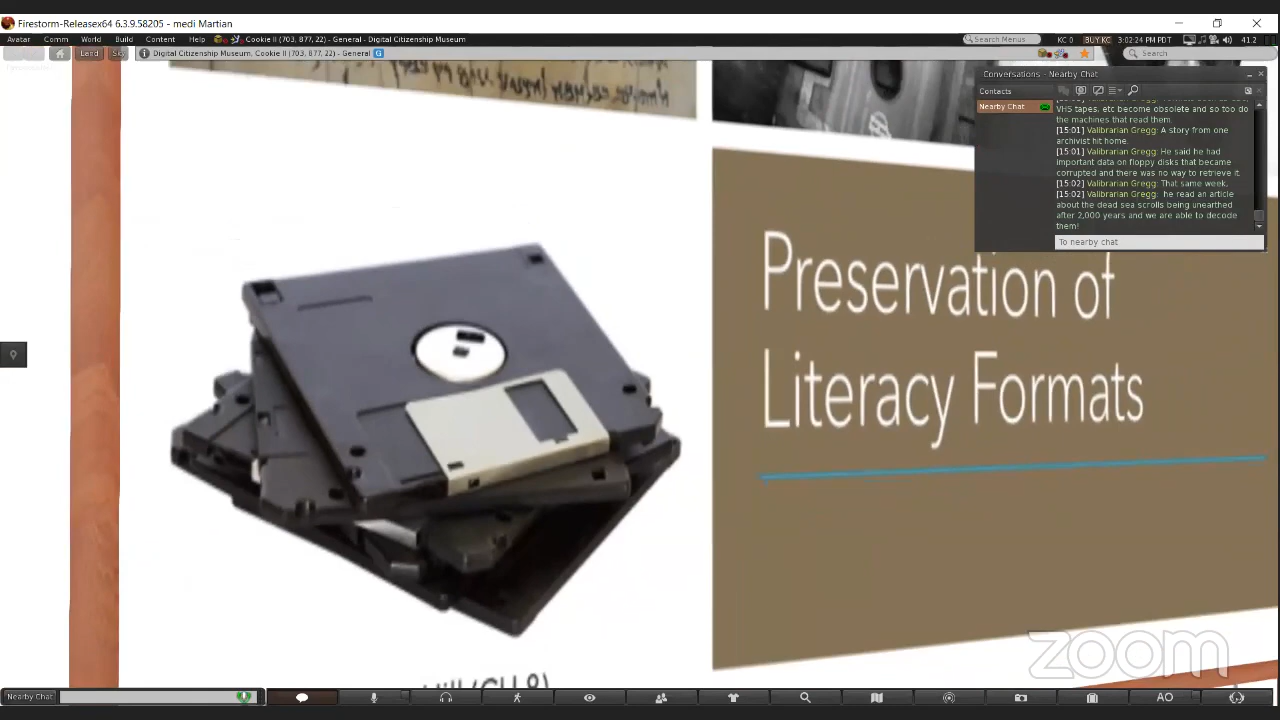 Firestorm-Releasex64 6.3.9.58205 - medi Martian
Avatar Comm World Build Content Help Cookie II (703, 877, 22) - General - Digital Citizenship Museum
Search Menus KC 0 BUY KC 3:02:24 PM PDT 41.2
Land Sky Digital Citizenship Museum, Cookie II (703, 877, 22) - General G Search
Conversations - Nearby Chat
Contacts
Nearby Chat
VHS tapes, etc become obsolete and so too do
the machines that read them.
[15:01] Valibrarian Gregg: A story from one
archivist hit home.
[15:01] Valibrarian Gregg: He said he had
important data on floppy disks that became
corrupted and there was no way to retrieve it.
[15:02] Valibrarian Gregg: That same week,
[15:02] Valibrarian Gregg: he read an article
about the dead sea scrolls being unearthed
after 2,000 years and we are able to decode
them!
To nearby chat
Preservation of
Literacy Formats
zoom
Nearby Chat AO